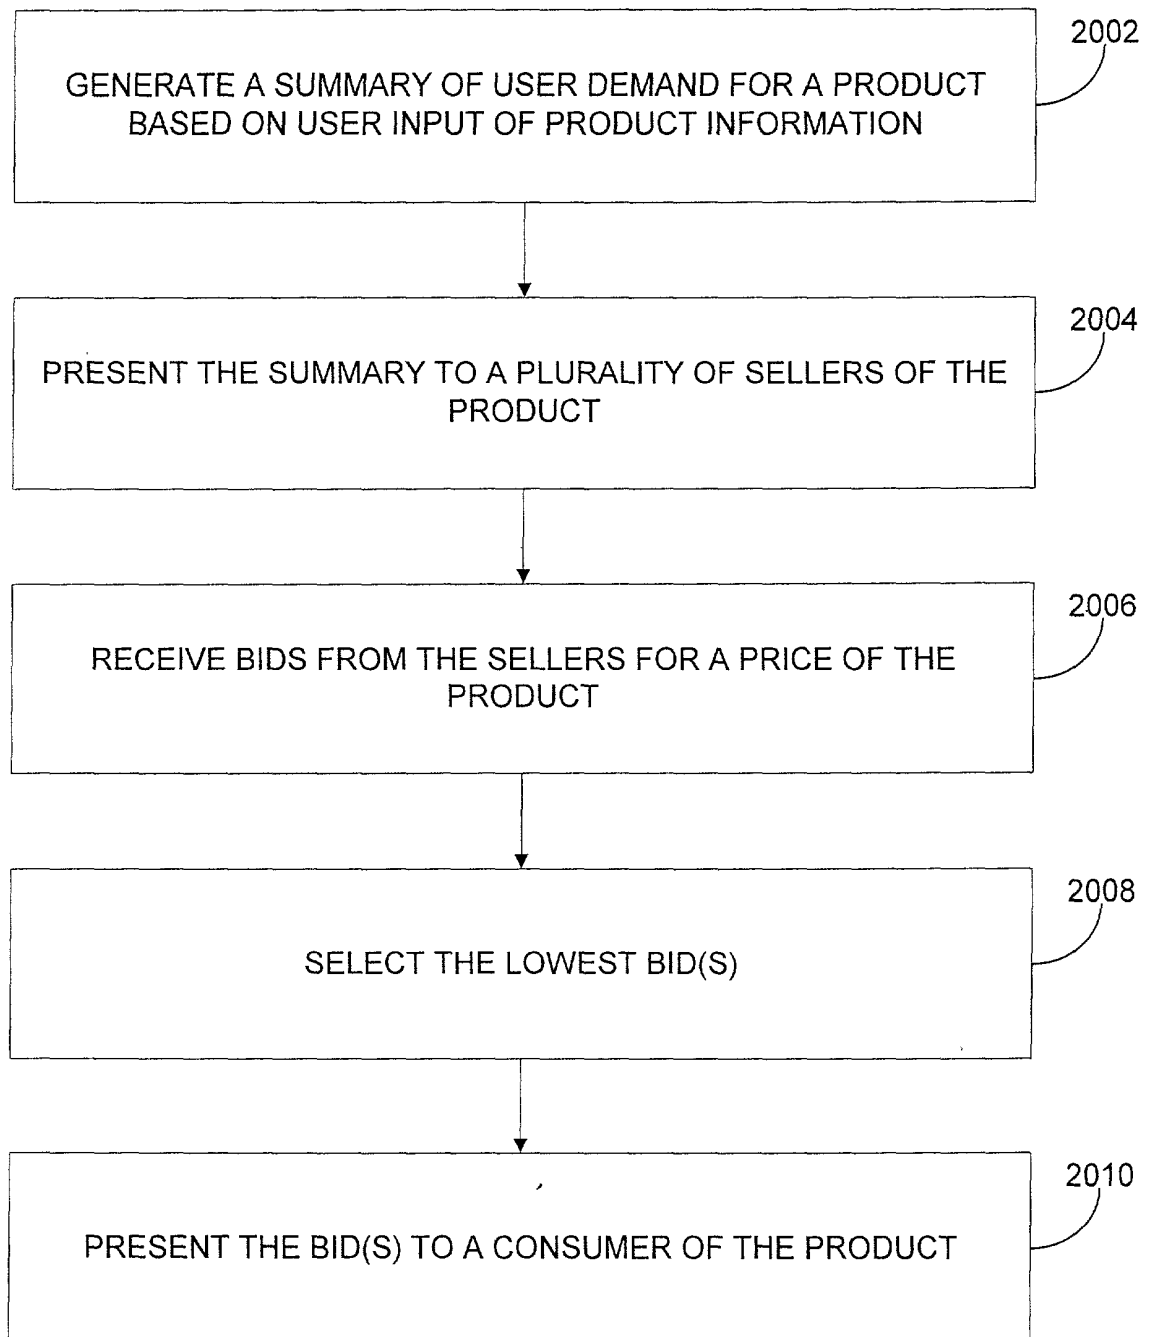 2002
GENERATE A SUMMARY OF USER DEMAND FOR A PRODUCT
BASED ON USER INPUT OF PRODUCT INFORMATION
2004
PRESENT THE SUMMARY TO A PLURALITY OF SELLERS OF THE
PRODUCT
2006
RECEIVE BIDS FROM THE SELLERS FOR A PRICE OF THE
PRODUCT
2008
SELECT THE LOWEST BID(S)
2010
PRESENT THE BID(S) TO A CONSUMER OF THE PRODUCT